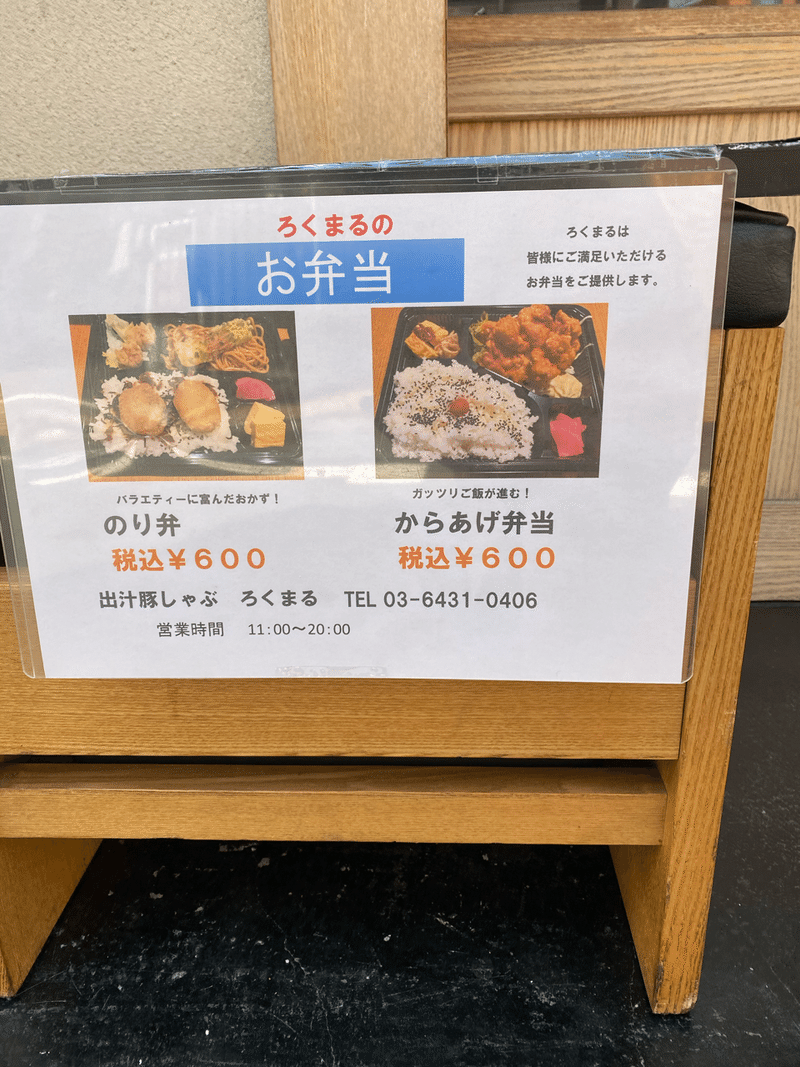 ろくまるの
お弁当
ろくまるは
皆様にご満足いただける
お弁当をご提供します。
バラエティーに富んだおかず！
のり弁
税込￥６００
ガッツリご飯が進む！
からあげ弁当
税込￥６００
出汁豚しゃぶ　ろくまる　TEL 03-6431-0406
営業時間　11:00～20:00